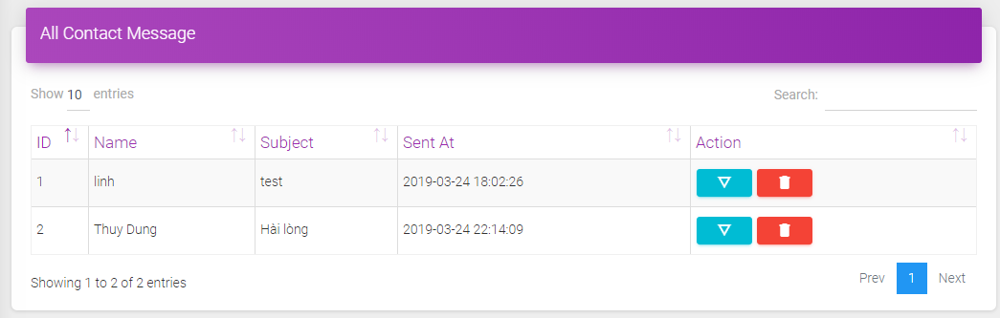 All Contact Message
Show 10 entries
Search:
ID Name Subject Sent At Action
1 linh test 2019-03-24 18:02:26
2 Thuy Dung Hài lòng 2019-03-24 22:14:09
Showing 1 to 2 of 2 entries
Prev 1 Next